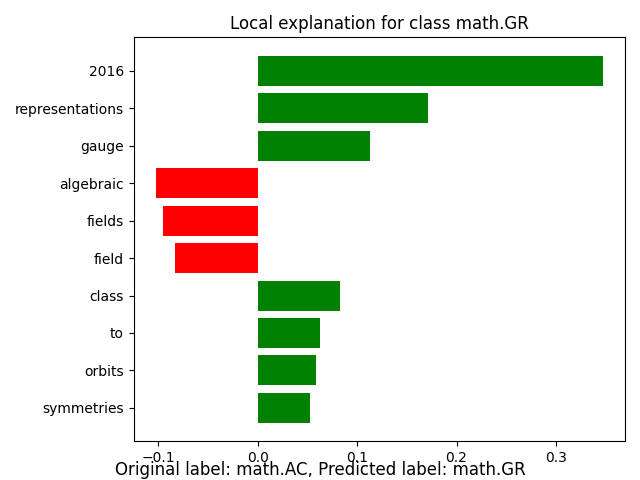 Local explanation for class math.GR
2016
representations
gauge
algebraic
fields
field
class
to
orbits
symmetries
−0.1 0.0 0.1 0.2 0.3
Original label: math.AC, Predicted label: math.GR